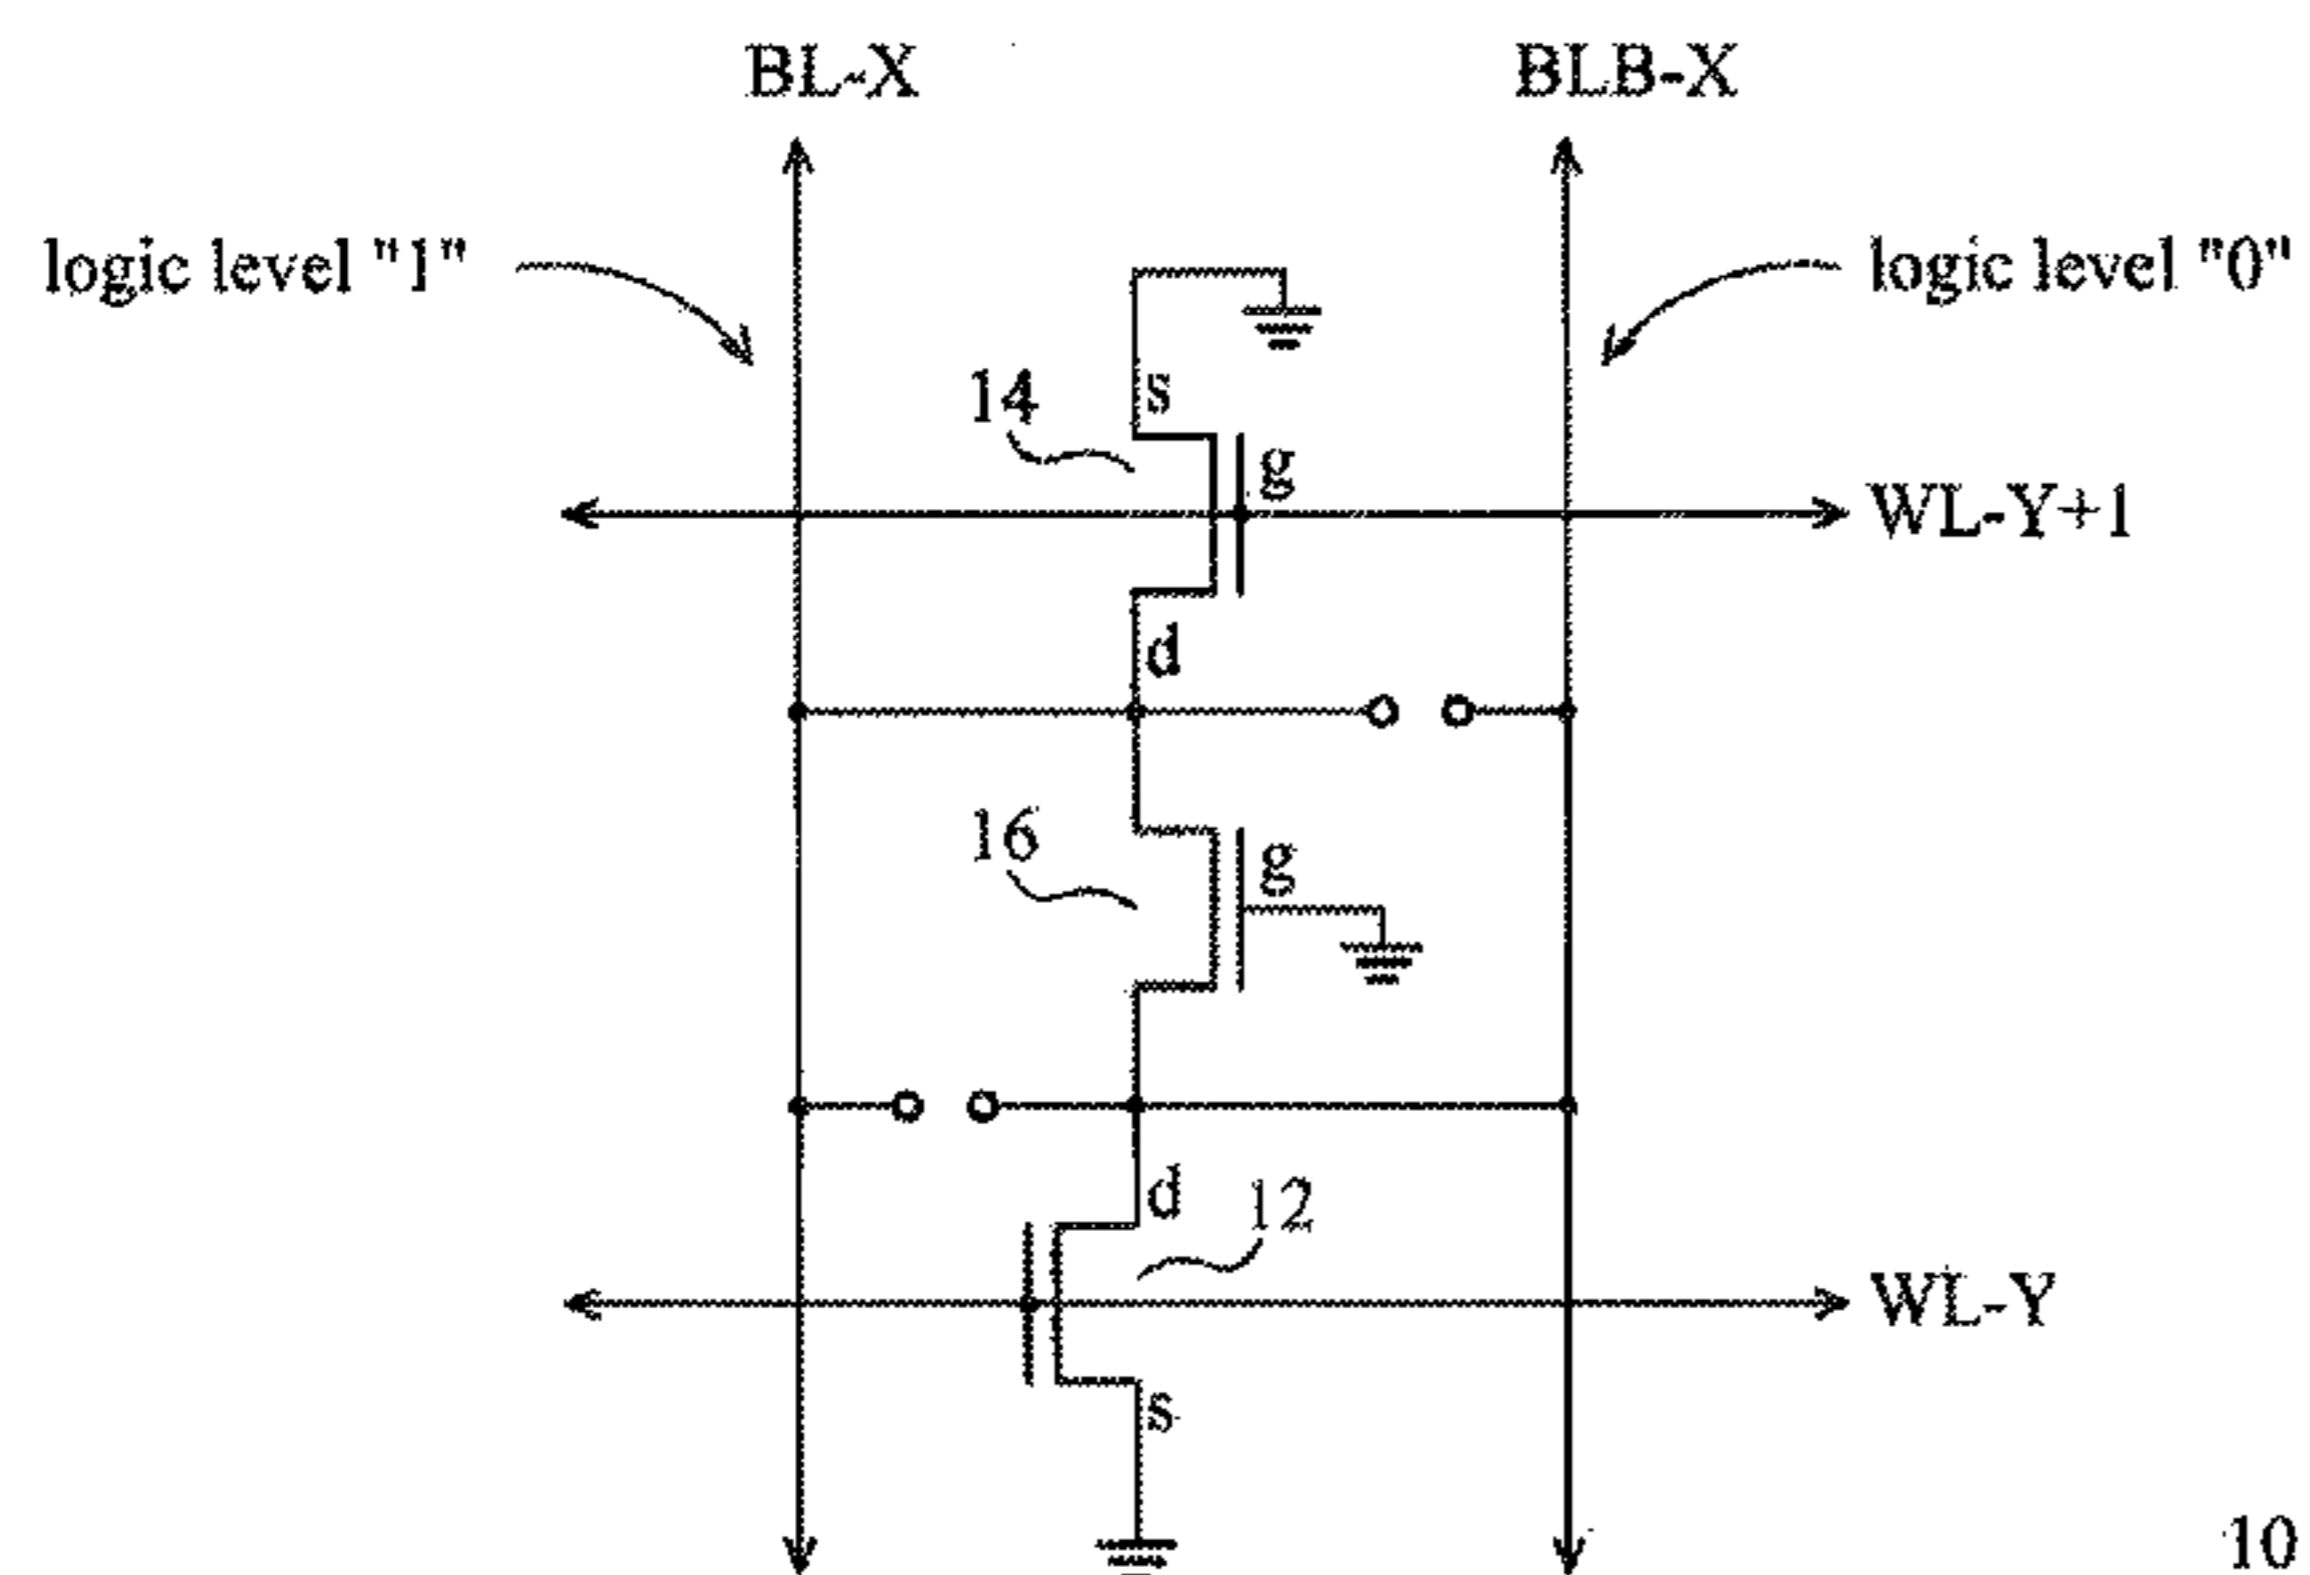 BL-X
BLB-X
logic level "1"
logic level "0"
14
s
g
WL-Y+1
d
16
g
d
12
WL-Y
s
10